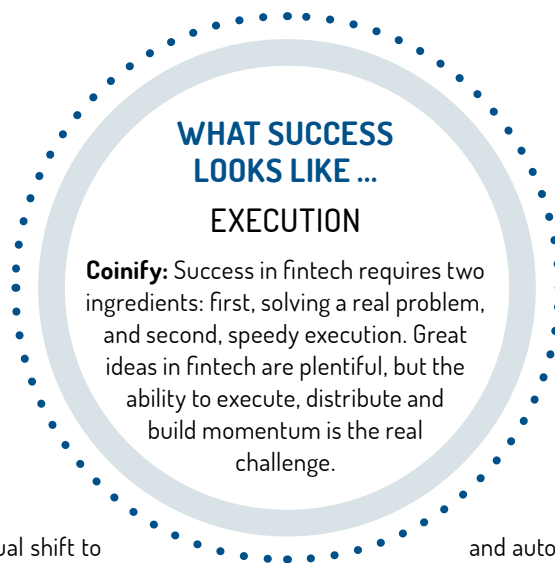 WHAT SUCCESS
LOOKS LIKE ...
EXECUTION
Coinify: Success in fintech requires two
ingredients: first, solving a real problem,
and second, speedy execution. Great
ideas in fintech are plentiful, but the
ability to execute, distribute and
build momentum is the real
challenge.
shift to
and